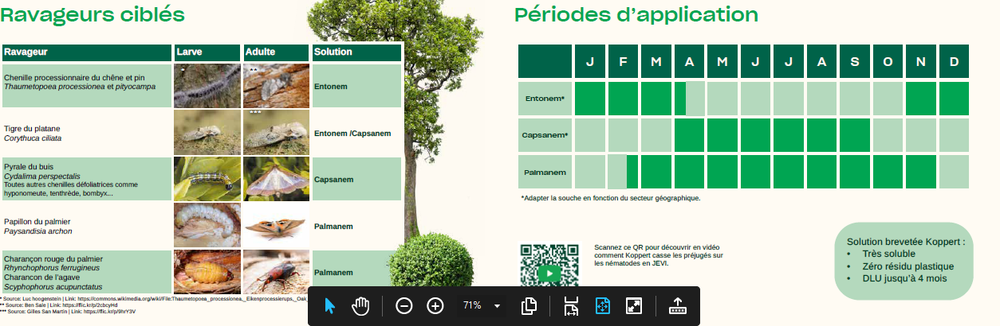 Ravageurs ciblés
Ravageur Larve Adulte Solution
Chenille processionnaire du chêne et pin
Thaumetopoea processionea et pityocampa
*
**
Entonem
Tigre du platane
Corythuca ciliata
***
Entonem /Capsanem
Pyrale du buis
Cydalima perspectalis
Toutes autres chenilles défoliatrices comme
hyponomeute, tenthrède, bombyx...
Capsanem
Papillon du palmier
Paysandisia archon
Palmanem
Charançon rouge du palmier
Rhynchophorus ferrugineus
Charancon de l'agave
Scyphophorus acupunctatus
Palmanem
* Source: Luc hoogenstein | Link: https://commons.wikimedia.org/wiki/File:Thaumetopoea_processionea,_Eikenprocessierups,_Oak_
** Source: Ben Sale | Link: https://flic.kr/p/2cbcyHd
*** Source: Gilles San Martin | Link: https://flic.kr/p/9hrY3V
Périodes d'application
J F M A M J J A S O N D
Entonem*
Capsanem*
Palmanem
*Adapter la souche en fonction du secteur géographique.
Scannez ce QR pour découvrir en vidéo
comment Koppert casse les préjugés sur
les nématodes en JEVI.
Solution brevetée Koppert :
• Très soluble
• Zéro résidu plastique
• DLU jusqu'à 4 mois
71%